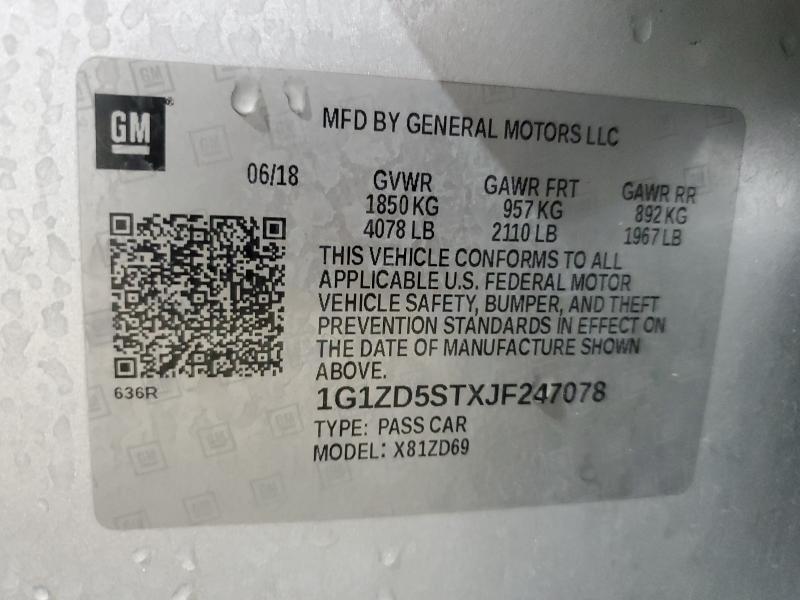 GM
MFD BY GENERAL MOTORS LLC
06/18
GVWR GAWR FRT GAWR RR
1850 KG 957 KG 892 KG
4078 LB 2110 LB 1967 LB
THIS VEHICLE CONFORMS TO ALL
APPLICABLE U.S. FEDERAL MOTOR
VEHICLE SAFETY, BUMPER, AND THEFT
PREVENTION STANDARDS IN EFFECT ON
THE DATE OF MANUFACTURE SHOWN
ABOVE.
636R
1G1ZD5STXJF247078
TYPE: PASS CAR
MODEL: X81ZD69